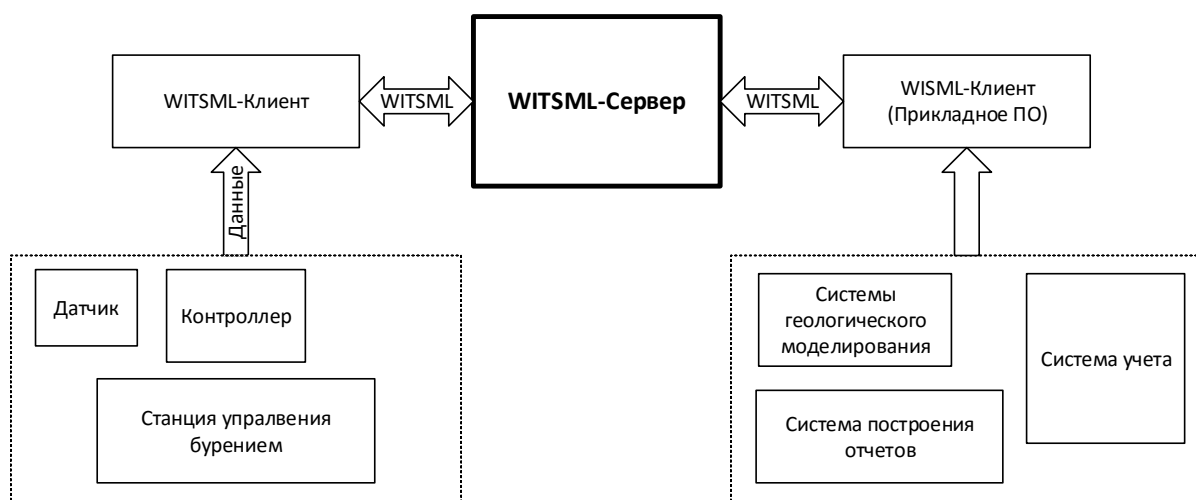 WITSML-Клиент
WITSML
WITSML-Сервер
WITSML
WISML-Клиент
(Прикладное ПО)
Данные
Датчик
Контроллер
Станция упралвения
бурением
Системы
геологического
моделирования
Система учета
Система построения
отчетов